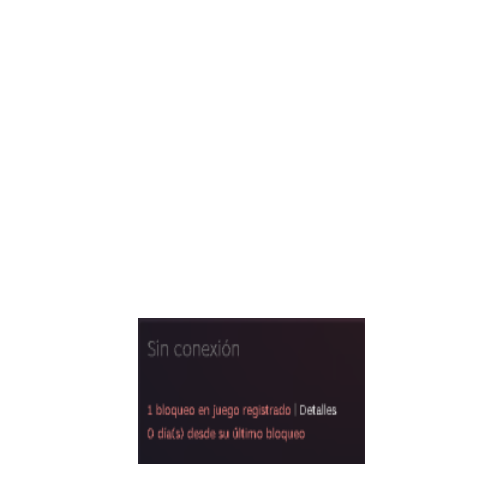 Sin conexión
1 bloqueo en juego registrado | Detalles
0 día(s) desde su último bloqueo